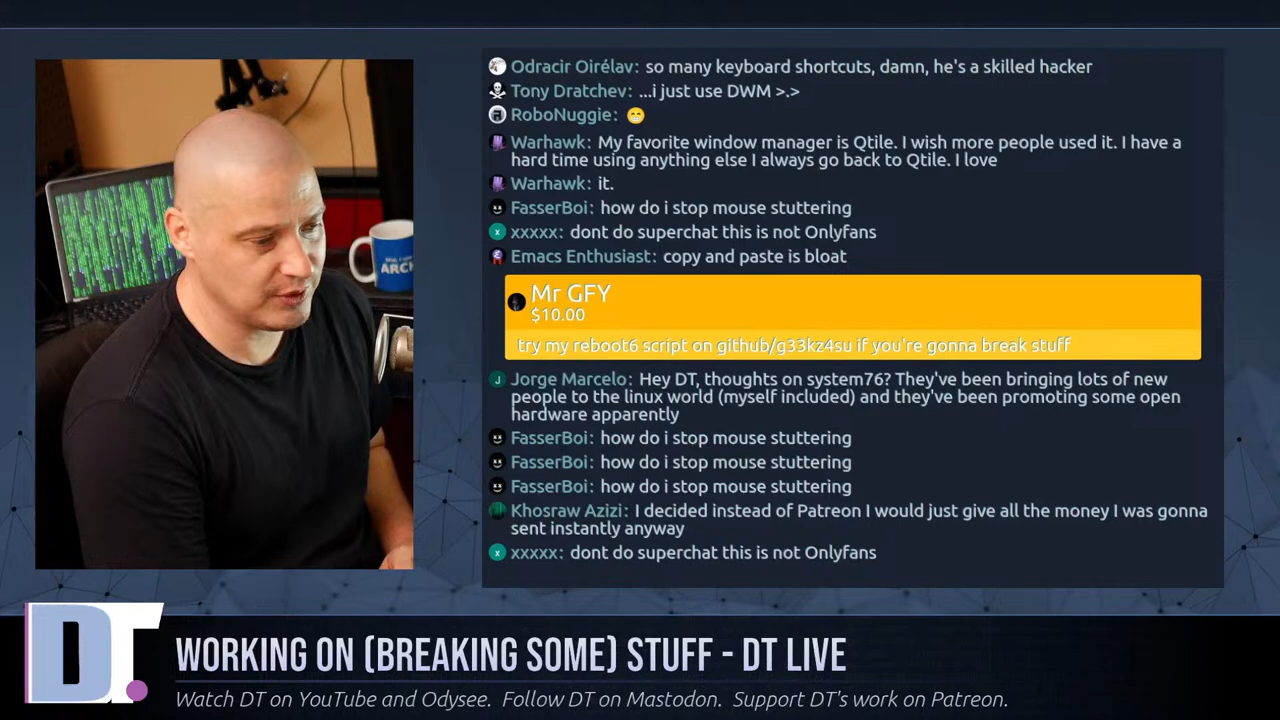 Odracir Oirélav: so many keyboard shortcuts, damn, he's a skilled hacker
Tony Dratchev: ...i just use DWM >.>
RoboNuggie: 😁
Warhawk: My favorite window manager is Qtile. I wish more people used it. I have a
hard time using anything else I always go back to Qtile. I love
Warhawk: it.
FasserBoi: how do i stop mouse stuttering
xxxxx: dont do superchat this is not Onlyfans
Emacs Enthusiast: copy and paste is bloat
Mr GFY
$10.00
try my reboot6 script on github/g33kz4su if you're gonna break stuff
Jorge Marcelo: Hey DT, thoughts on system76? They've been bringing lots of new
people to the linux world (myself included) and they've been promoting some open
hardware apparently
FasserBoi: how do i stop mouse stuttering
FasserBoi: how do i stop mouse stuttering
FasserBoi: how do i stop mouse stuttering
Khosraw Azizi: I decided instead of Patreon I would just give all the money I was gonna
sent instantly anyway
xxxxx: dont do superchat this is not Onlyfans
ARCH
DT.
WORKING ON (BREAKING SOME) STUFF - DT LIVE
Watch DT on YouTube and Odysee. Follow DT on Mastodon. Support DT's work on Patreon.